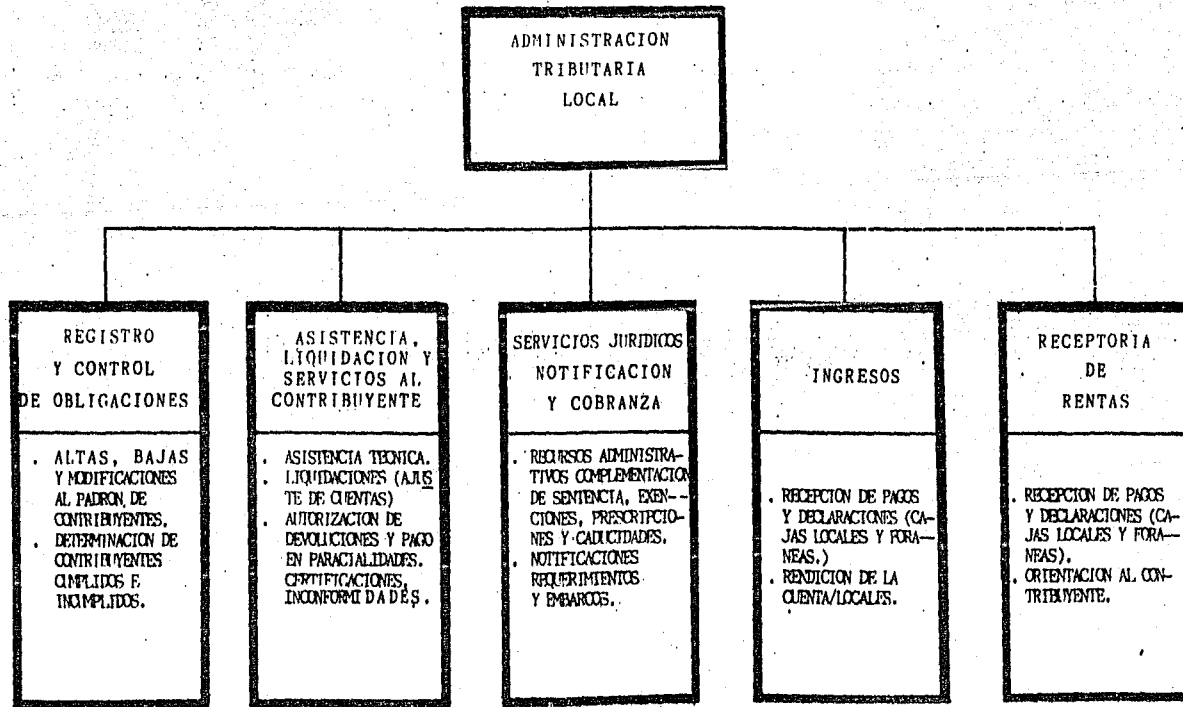 ADMINISTRACION
TRIBUTARIA
LOCAL
REGISTRO
Y CONTROL
DE OBLIGACIONES
. ALTAS, BAJAS
Y MODIFICACIONES
AL PADRON DE
CONTRIBUYENTES.
. DETERMINACION DE
CONTRIBUYENTES
CUMPLIDOS E
INCUMPLIDOS.
ASISTENCIA,
LIQUIDACION Y
SERVICIOS AL
CONTRIBUYENTE
. ASISTENCIA TECNICA.
. LIQUIDACIONES (AJUS
TE DE CUENTAS)
. AUTORIZACION DE
DEVOLUCIONES Y PAGO
EN PARACIALIDADES.
CERTIFICACIONES,
INCONFORMIDADES.
SERVICIOS JURIDICOS
NOTIFICACION
Y COBRANZA
. RECURSOS ADMINISTRA-
TIVOS COMPLEMENTACION
DE SENTENCIA, EXEN--
CIONES, PRESCRIPCIO-
NES Y CADUCIDADES.
. NOTIFICACIONES
REQUERIMIENTOS
Y EMBARGOS.
INGRESOS
. RECEPCION DE PAGOS
Y DECLARACIONES (CA-
JAS LOCALES Y FORA--
NEAS.)
. RENDICION DE LA
CUENTA/LOCALES.
RECEPTORIA
DE
RENTAS
. RECEPCION DE PAGOS
Y DECLARACIONES (CA-
JAS LOCALES Y FORA--
NEAS).
. ORIENTACION AL CON-
TRIBUYENTE.